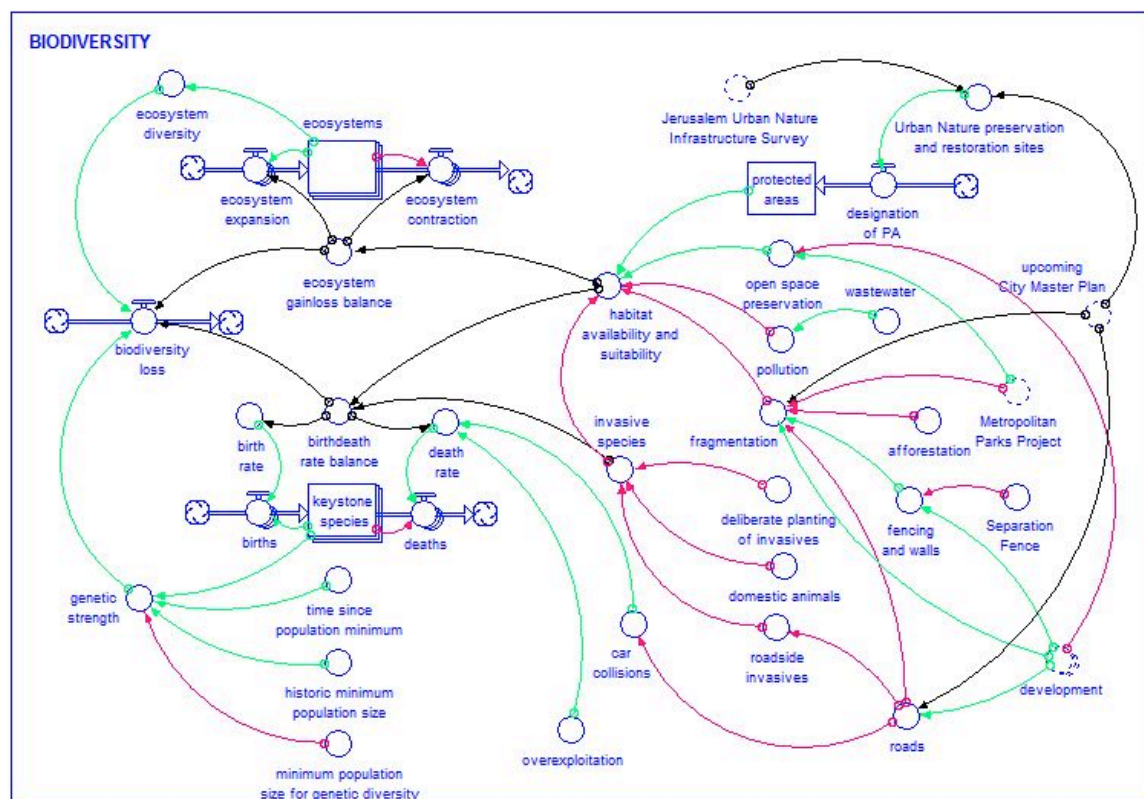 BIODIVERSITY
ecosystem
diversity
ecosystems
ecosystem
expansion
ecosystem
contraction
ecosystem
gainloss balance
biodiversity
loss
birth
rate
birthdeath
rate balance
death
rate
keystone
species
births
deaths
genetic
strength
time since
population minimum
historic minimum
population size
minimum population
size for genetic diversity
overexploitation
car
collisions
Jerusalem Urban Nature
Infrastructure Survey
Urban Nature preservation
and restoration sites
protected
areas
designation
of PA
habitat
availability and
suitability
open space
preservation
wastewater
upcoming
City Master Plan
pollution
invasive
species
fragmentation
Metropolitan
Parks Project
afforestation
deliberate planting
of invasives
fencing
and walls
Separation
Fence
domestic animals
roadside
invasives
development
roads